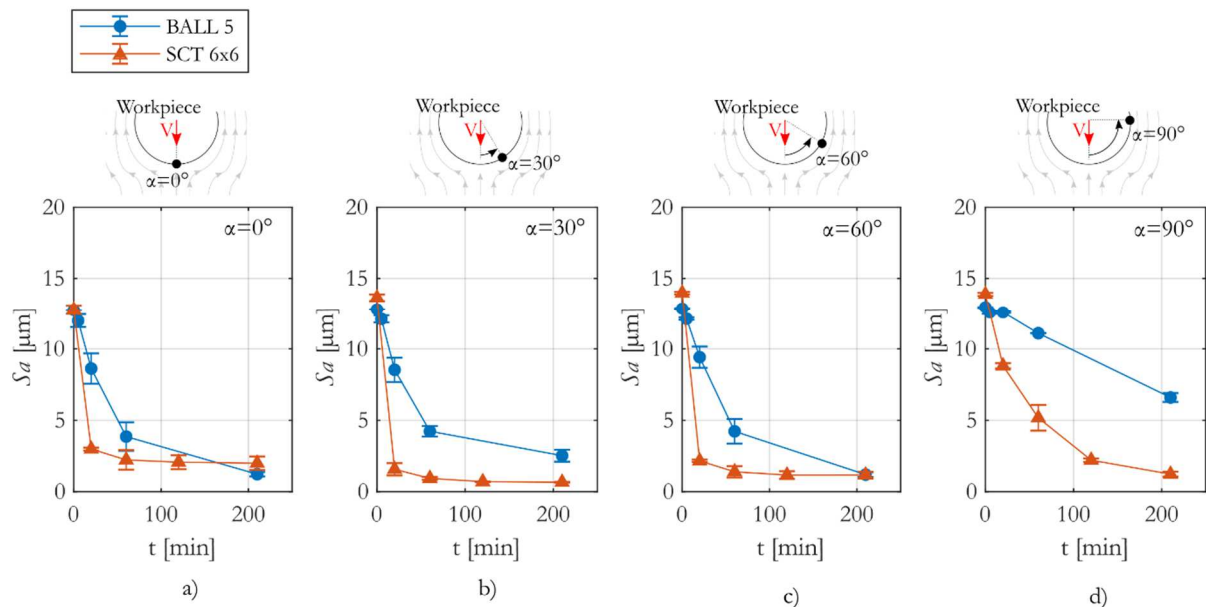 BALL 5
SCT 6x6
Workpiece
V
α=0°
Workpiece
V
α=30°
Workpiece
V
α=60°
Workpiece
V
α=90°
20
15
10
5
0
Sa [μm]
α=0°
0 100 200
t [min]
a)
20
15
10
5
0
Sa [μm]
α=30°
0 100 200
t [min]
b)
20
15
10
5
0
Sa [μm]
α=60°
0 100 200
t [min]
c)
20
15
10
5
0
Sa [μm]
α=90°
0 100 200
t [min]
d)